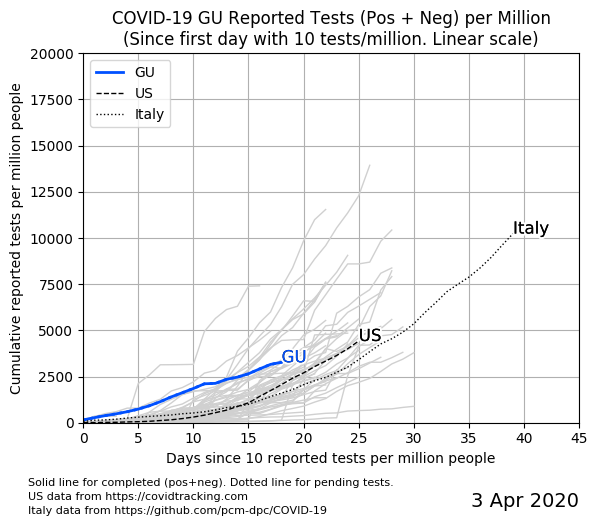 COVID-19 GU Reported Tests (Pos + Neg) per Million
(Since first day with 10 tests/million. Linear scale)
Cumulative reported tests per million people
20000
17500
15000
12500
10000
7500
5000
2500
0
GU
US
Italy
Italy
US
GU
0 5 10 15 20 25 30 35 40 45
Days since 10 reported tests per million people
Solid line for completed (pos+neg). Dotted line for pending tests.
US data from https://covidtracking.com
Italy data from https://github.com/pcm-dpc/COVID-19
3 Apr 2020